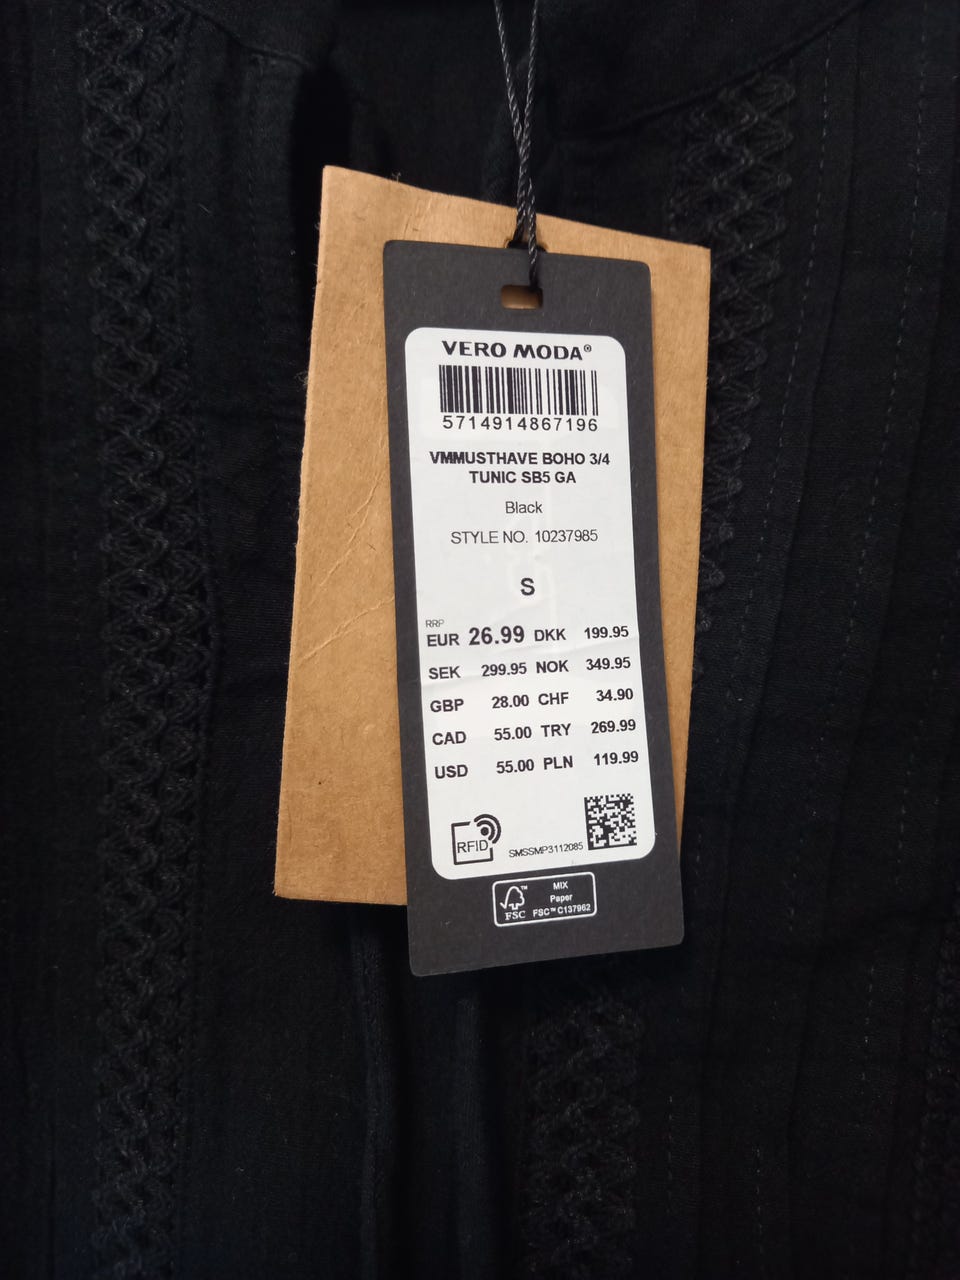 VERO MODA®
5714914867196
VMMUSTHAVE BOHO 3/4
TUNIC SB5 GA
Black
STYLE NO. 10237985
S
RRP
EUR 26.99 DKK 199.95
SEK 299.95 NOK 349.95
GBP 28.00 CHF 34.90
CAD 55.00 TRY 269.99
USD 55.00 PLN 119.99
RFID
SMSSMP3112085
FSC™
MIX
Paper
FSC™ C137962